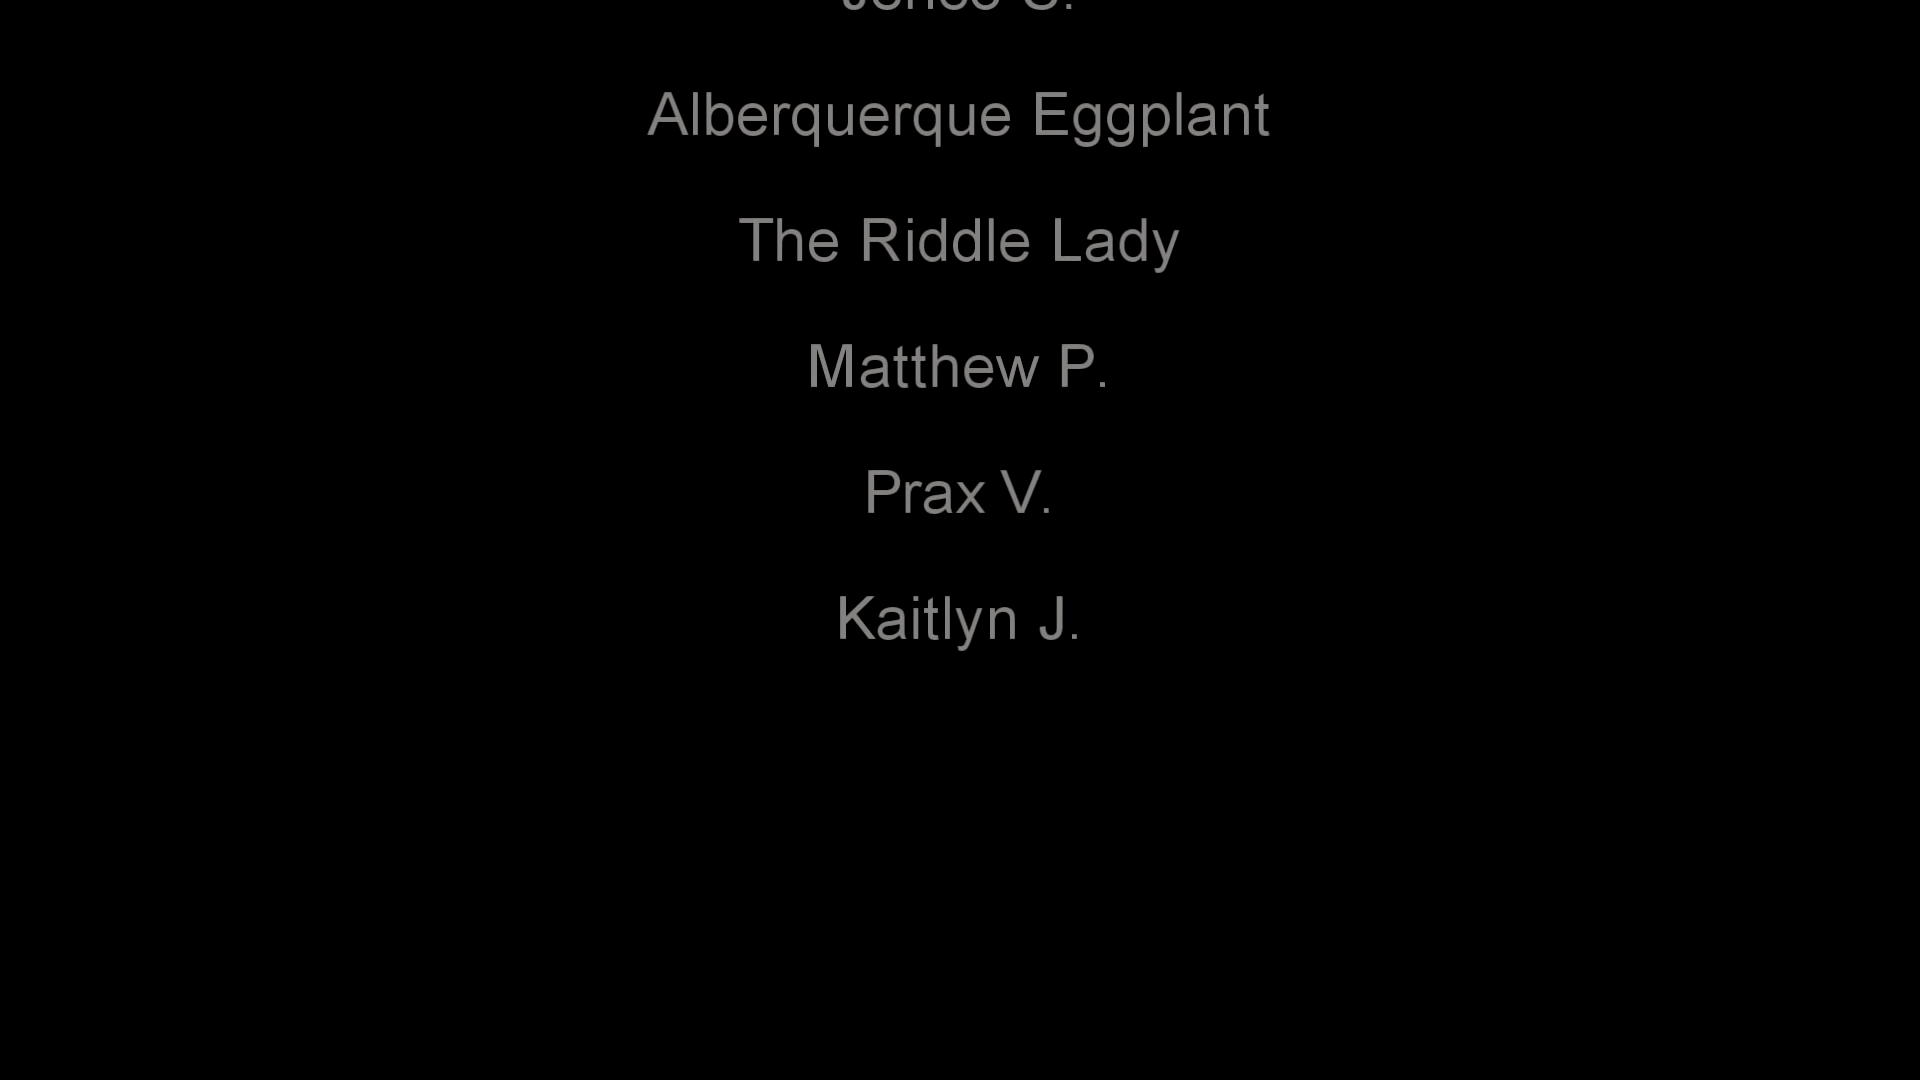 Alberquerque Eggplant
The Riddle Lady
Matthew P.
Prax V.
Kaitlyn J.